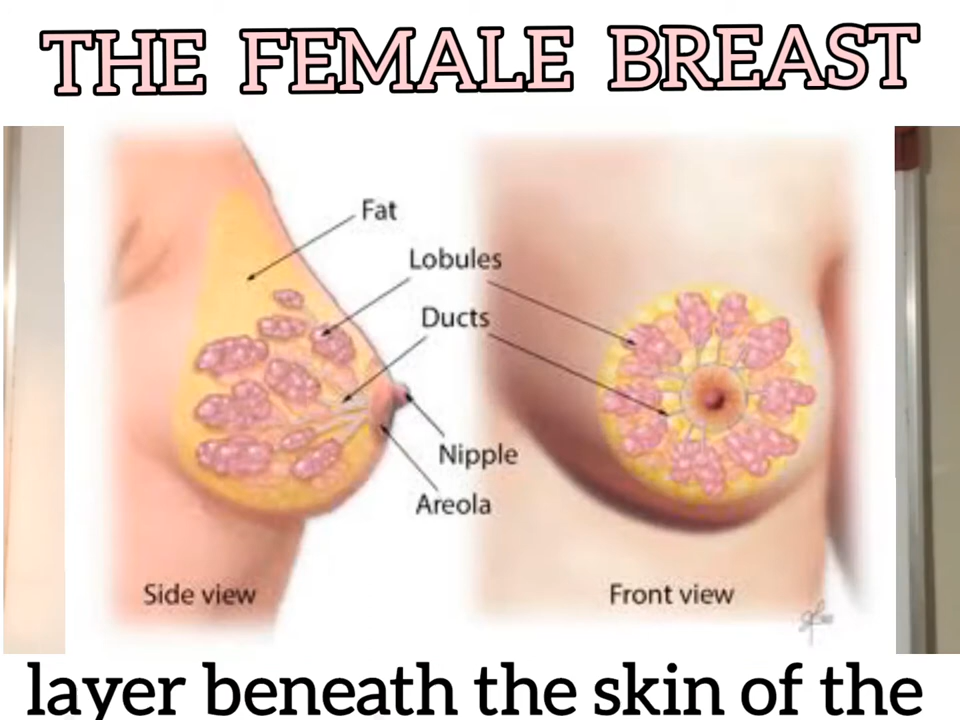 THE FEMALE BREAST
Fat
Lobules
Ducts
Nipple
Areola
Side view
Front view
layer beneath the skin of the